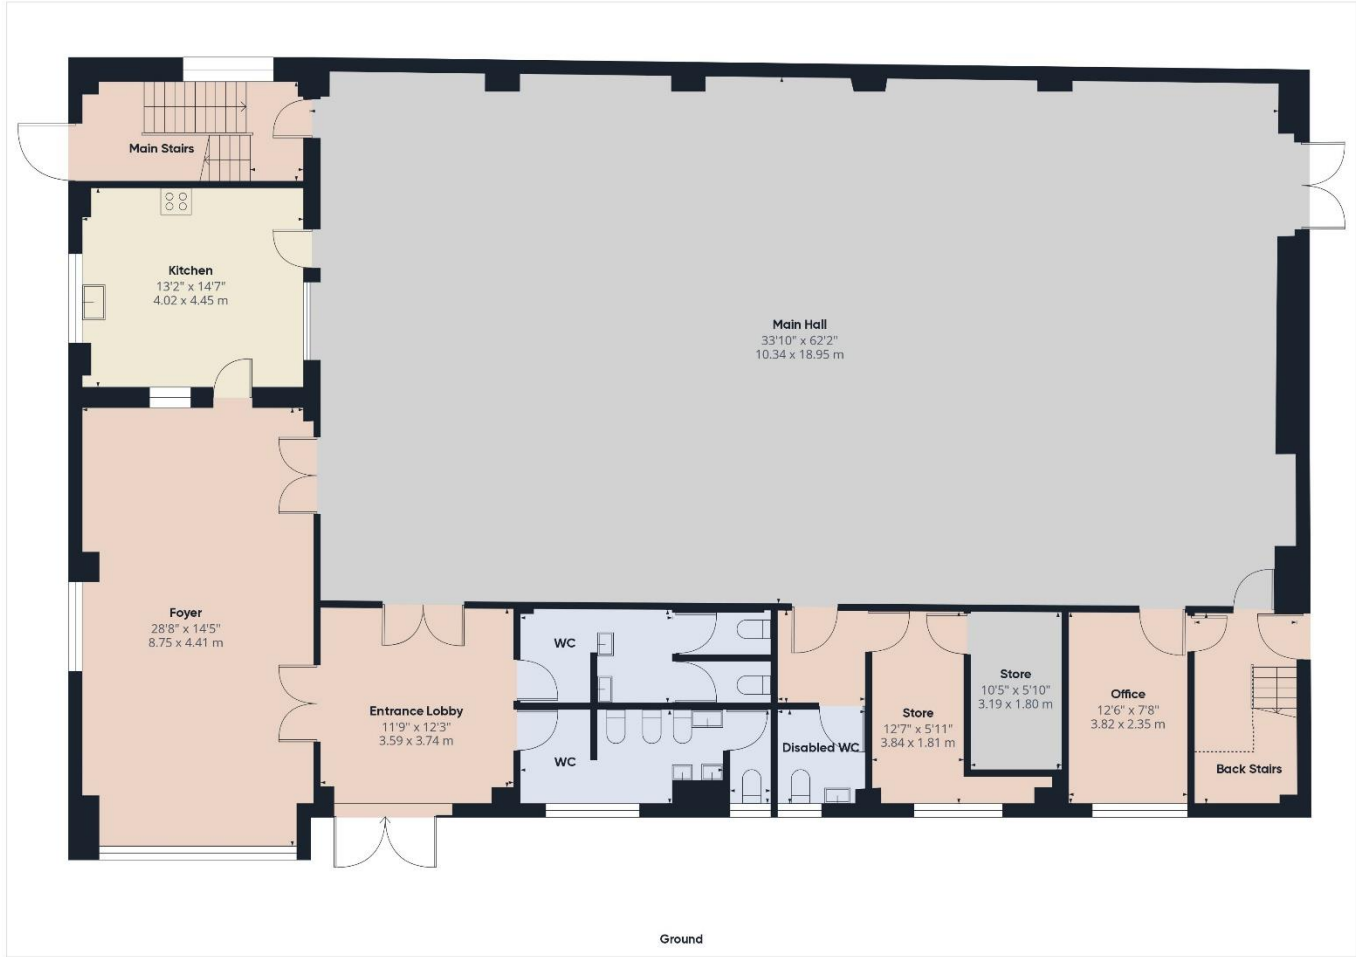 Main Stairs
Kitchen
13'2" x 14'7"
4.02 x 4.45 m
Main Hall
33'10" x 62'2"
10.34 x 18.95 m
Foyer
28'8" x 14'5"
8.75 x 4.41 m
Entrance Lobby
11'9" x 12'3"
3.59 x 3.74 m
WC
WC
Disabled WC
Store
12'7" x 5'11"
3.84 x 1.81 m
Store
10'5" x 5'10"
3.19 x 1.80 m
Office
12'6" x 7'8"
3.82 x 2.35 m
Back Stairs
Ground